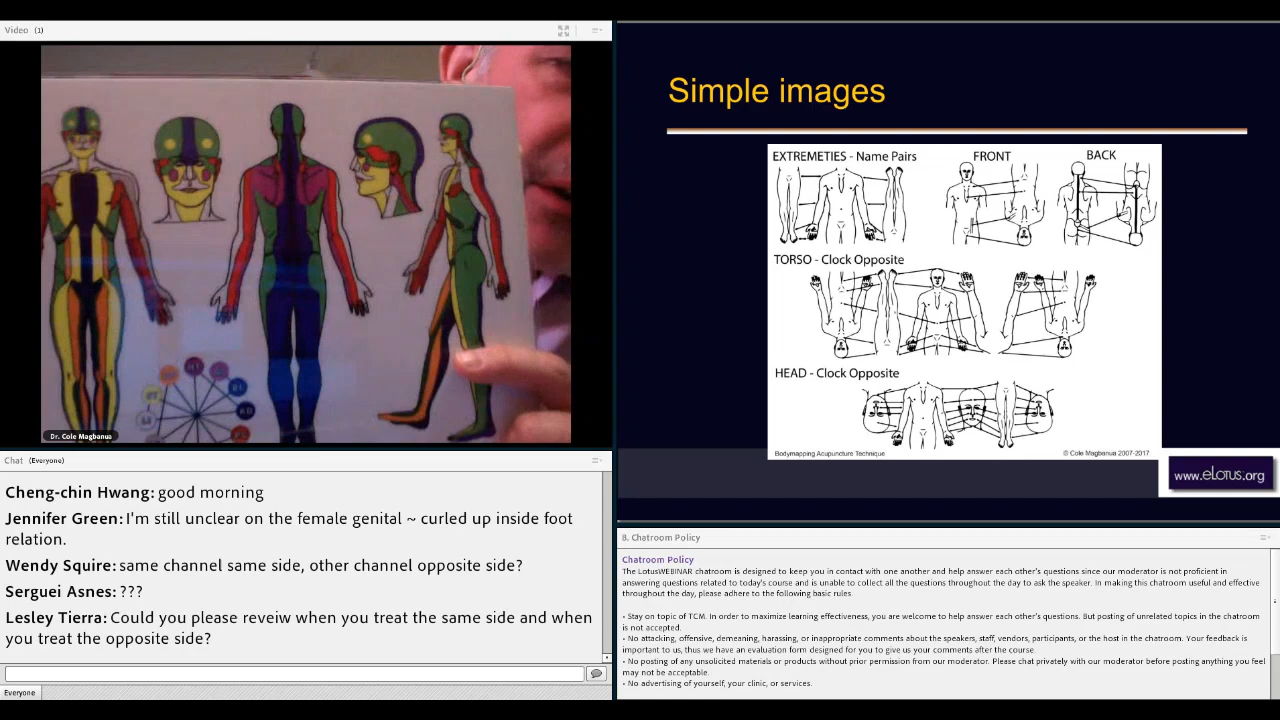 Video (1)
Dr. Cole Magbanua
Simple images
EXTREMETIES - Name Pairs
FRONT
BACK
TORSO - Clock Opposite
HEAD - Clock Opposite
Bodymapping Acupuncture Technique
© Cole Magbanua 2007-2017
www.eLotus.org
Chat (Everyone)
Cheng-chin Hwang: good morning
Jennifer Green: I'm still unclear on the female genital ~ curled up inside foot
relation.
Wendy Squire: same channel same side, other channel opposite side?
Serguei Asnes: ???
Lesley Tierra: Could you please reveiw when you treat the same side and when
you treat the opposite side?
Everyone
B. Chatroom Policy
Chatroom Policy
The LotusWEBINAR chatroom is designed to keep you in contact with one another and help answer each other's questions since our moderator is not proficient in
answering questions related to today's course and is unable to collect all the questions throughout the day to ask the speaker. In making this chatroom useful and effective
throughout the day, please adhere to the following basic rules.
• Stay on topic of TCM. In order to maximize learning effectiveness, you are welcome to help answer each other's questions. But posting of unrelated topics in the chatroom
is not accepted.
• No attacking, offensive, demeaning, harassing, or inappropriate comments about the speakers, staff, vendors, participants, or the host in the chatroom. Your feedback is
important to us, thus we have an evaluation form designed for you to give us your comments after the course.
• No posting of any unsolicited materials or products without prior permission from our moderator. Please chat privately with our moderator before posting anything you feel
may not be acceptable.
• No advertising of yourself, your clinic, or services.